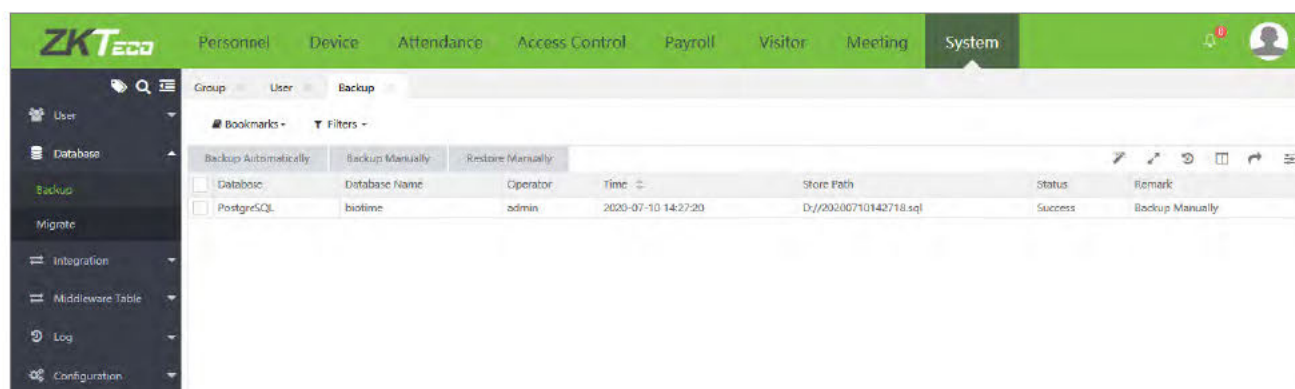 ZKTeco Personnel Device Attendance Access Control Payroll Visitor Meeting System 0
Group User Backup
User
Bookmarks Filters
Database
Backup Automatically Backup Manually Restore Manually
Backup
Database Database Name Operator Time Store Path Status Remark
PostgreSQL biotime admin 2020-07-10 14:27:20 D://20200710142718.sql Success Backup Manually
Migrate
Integration
Middleware Table
Log
Configuration